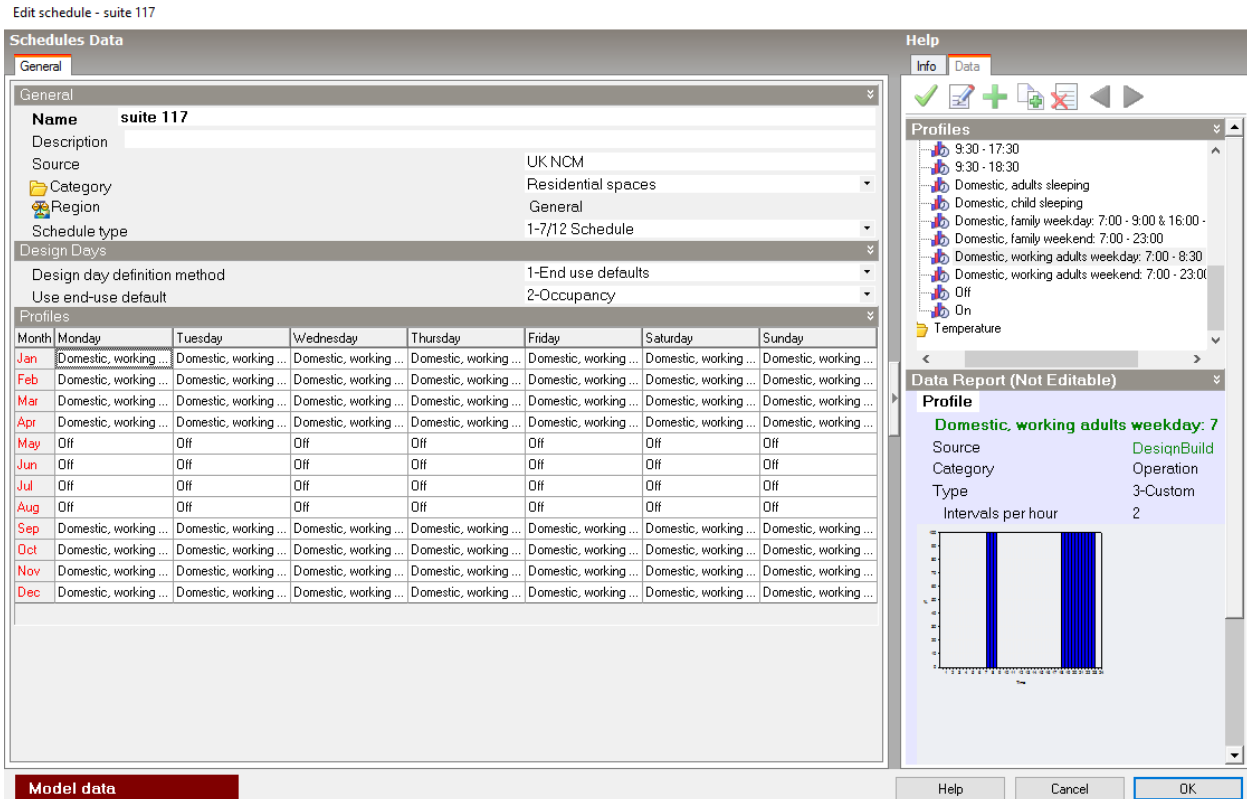 Edit schedule - suite 117
Schedules Data
General
General
Name suite 117
Description
Source UK NCM
Category Residential spaces
Region General
Schedule type 1-7/12 Schedule
Design Days
Design day definition method 1-End use defaults
Use end-use default 2-Occupancy
Profiles
Month Monday Tuesday Wednesday Thursday Friday Saturday Sunday
Jan Domestic, working ... Domestic, working ... Domestic, working ... Domestic, working ... Domestic, working ... Domestic, working ... Domestic, working ...
Feb Domestic, working ... Domestic, working ... Domestic, working ... Domestic, working ... Domestic, working ... Domestic, working ... Domestic, working ...
Mar Domestic, working ... Domestic, working ... Domestic, working ... Domestic, working ... Domestic, working ... Domestic, working ... Domestic, working ...
Apr Domestic, working ... Domestic, working ... Domestic, working ... Domestic, working ... Domestic, working ... Domestic, working ... Domestic, working ...
May Off Off Off Off Off Off Off
Jun Off Off Off Off Off Off Off
Jul Off Off Off Off Off Off Off
Aug Off Off Off Off Off Off Off
Sep Domestic, working ... Domestic, working ... Domestic, working ... Domestic, working ... Domestic, working ... Domestic, working ... Domestic, working ...
Oct Domestic, working ... Domestic, working ... Domestic, working ... Domestic, working ... Domestic, working ... Domestic, working ... Domestic, working ...
Nov Domestic, working ... Domestic, working ... Domestic, working ... Domestic, working ... Domestic, working ... Domestic, working ... Domestic, working ...
Dec Domestic, working ... Domestic, working ... Domestic, working ... Domestic, working ... Domestic, working ... Domestic, working ... Domestic, working ...
Model data
Help
Info Data
Profiles
9:30 - 17:30
9:30 - 18:30
Domestic, adults sleeping
Domestic, child sleeping
Domestic, family weekday: 7:00 - 9:00 & 16:00 -
Domestic, family weekend: 7:00 - 23:00
Domestic, working adults weekday: 7:00 - 8:30
Domestic, working adults weekend: 7:00 - 23:00
Off
On
Temperature
Data Report (Not Editable)
Profile
Domestic, working adults weekday: 7
Source DesignBuild
Category Operation
Type 3-Custom
Intervals per hour 2
Help Cancel OK